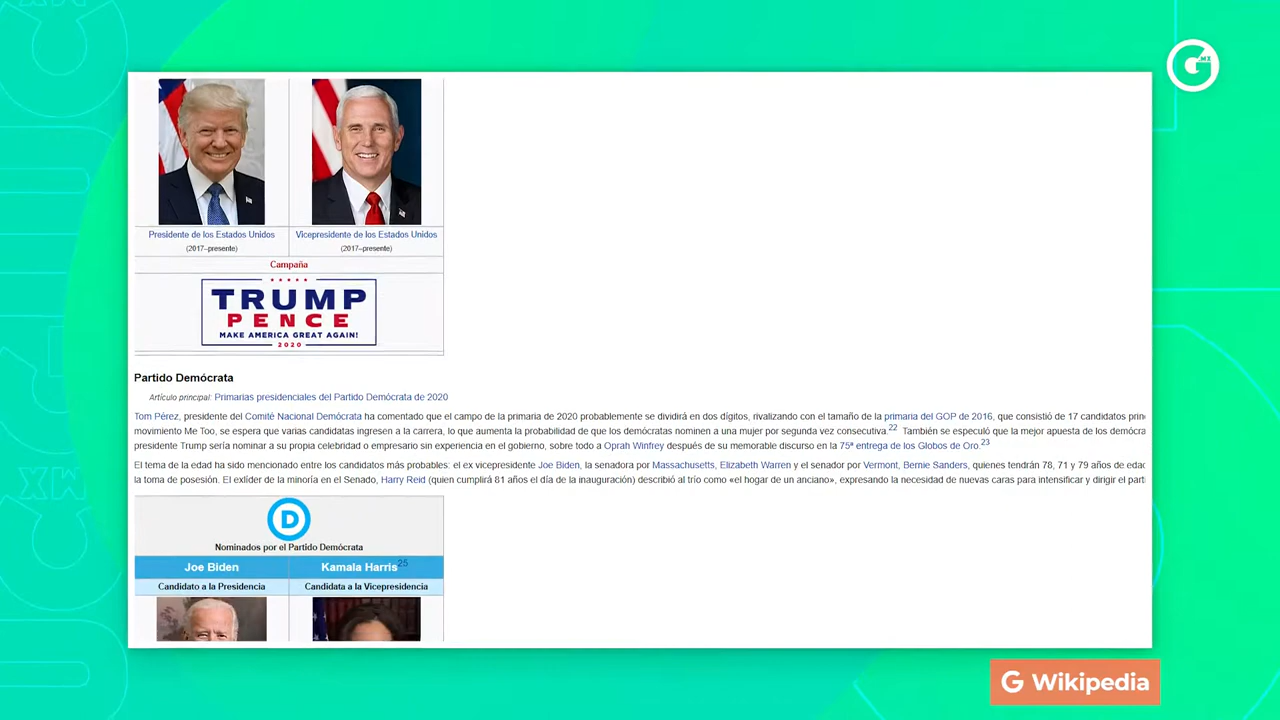 MX
Presidente de los Estados Unidos
Vicepresidente de los Estados Unidos
(2017–presente)
(2017–presente)
Campaña
TRUMP
PENCE
MAKE AMERICA GREAT AGAIN!
2020
Partido Demócrata
Artículo principal: Primarias presidenciales del Partido Demócrata de 2020
Tom Pérez, presidente del Comité Nacional Demócrata ha comentado que el campo de la primaria de 2020 probablemente se dividirá en dos dígitos, rivalizando con el tamaño de la primaria del GOP de 2016, que consistió de 17 candidatos prin
movimiento Me Too, se espera que varias candidatas ingresen a la carrera, lo que aumenta la probabilidad de que los demócratas nominen a una mujer por segunda vez consecutiva.22 También se especuló que la mejor apuesta de los demócra
presidente Trump sería nominar a su propia celebridad o empresario sin experiencia en el gobierno, sobre todo a Oprah Winfrey después de su memorable discurso en la 75ª entrega de los Globos de Oro.23
El tema de la edad ha sido mencionado entre los candidatos más probables: el ex vicepresidente Joe Biden, la senadora por Massachusetts, Elizabeth Warren y el senador por Vermont, Bernie Sanders, quienes tendrán 78, 71 y 79 años de edad
la toma de posesión. El exlíder de la minoría en el Senado, Harry Reid (quien cumplirá 81 años el día de la inauguración) describió al trío como «el hogar de un anciano», expresando la necesidad de nuevas caras para intensificar y dirigir el parti
D
Nominados por el Partido Demócrata
Joe Biden
Kamala Harris25
Candidato a la Presidencia
Candidata a la Vicepresidencia
G Wikipedia